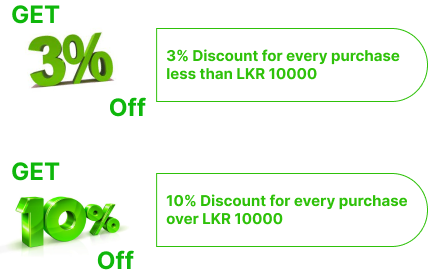 GET
3%
Off
3% Discount for every purchase
less than LKR 10000
GET
10%
Off
10% Discount for every purchase
over LKR 10000